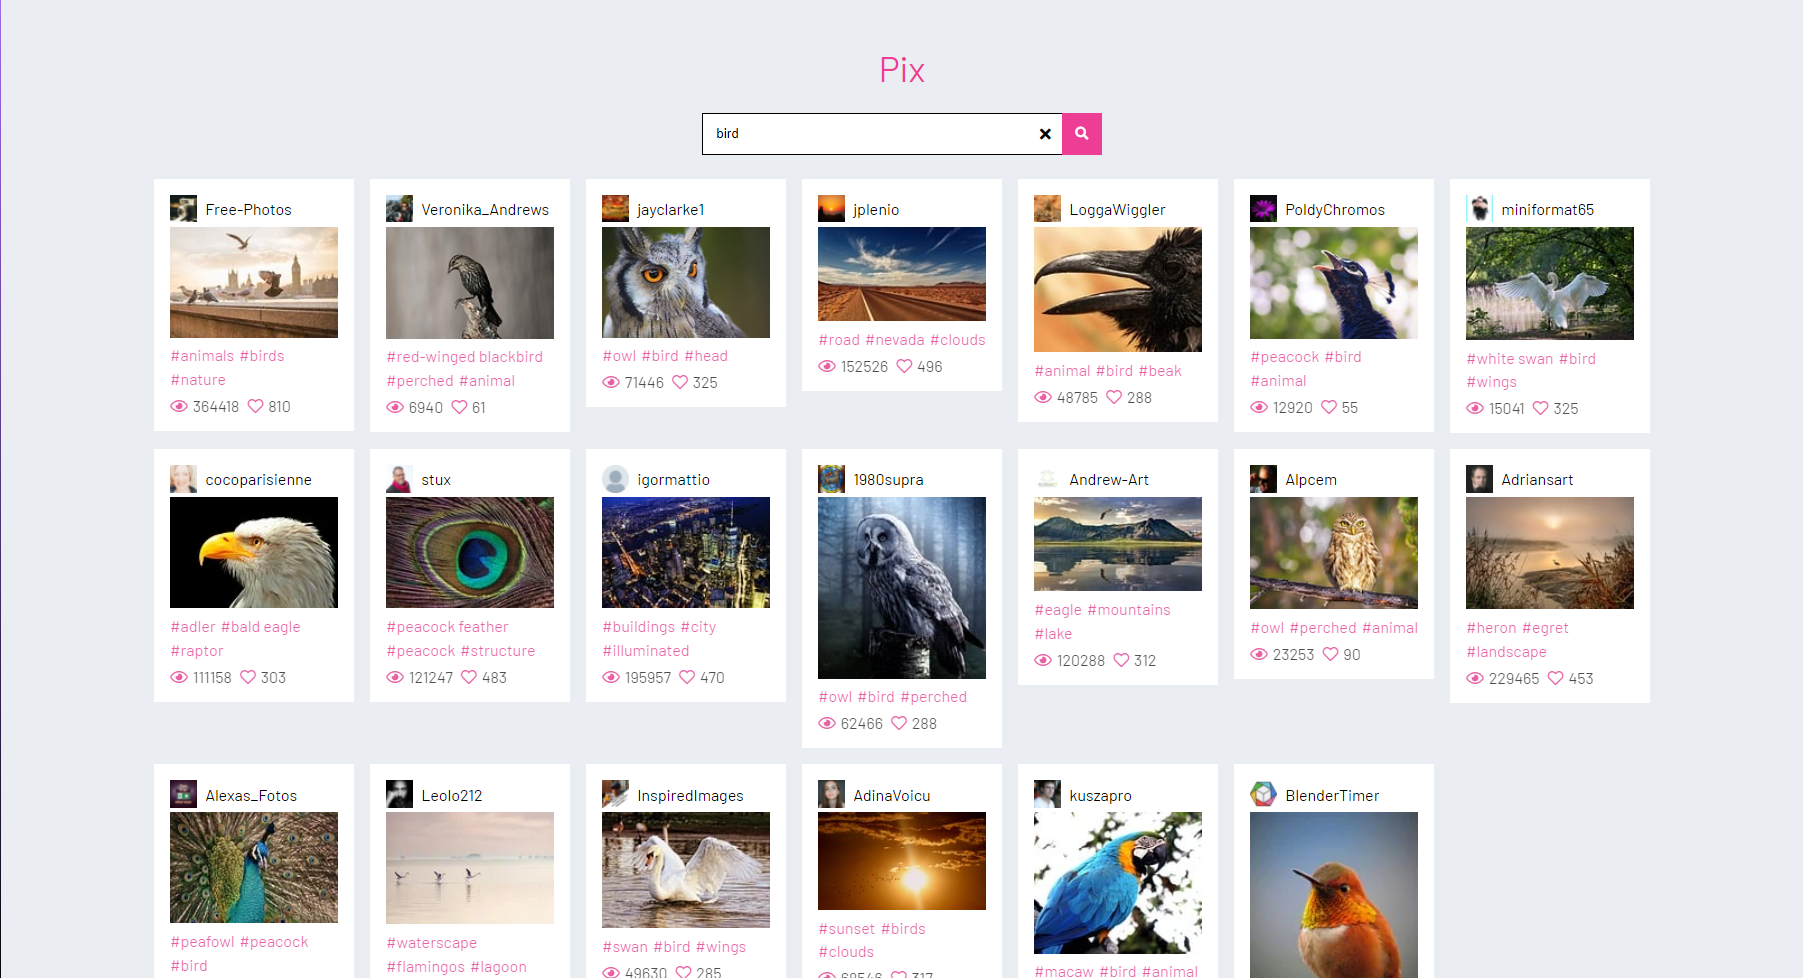 Pix
bird
Free-Photos
#animals #birds
#nature
364418 810
Veronika_Andrews
#red-winged blackbird
#perched #animal
6940 61
jayclarke1
#owl #bird #head
71446 325
jplenio
#road #nevada #clouds
152526 496
LoggaWiggler
#animal #bird #beak
48785 288
PoldyChromos
#peacock #bird
#animal
12920 55
miniformat65
#white swan #bird
#wings
15041 325
cocoparisienne
#adler #bald eagle
#raptor
111158 303
stux
#peacock feather
#peacock #structure
121247 483
igormattio
#buildings #city
#illuminated
195957 470
1980supra
#owl #bird #perched
62466 288
Andrew-Art
#eagle #mountains
#lake
120288 312
Alpcem
#owl #perched #animal
23253 90
Adriansart
#heron #egret
#landscape
229465 453
Alexas_Fotos
#peafowl #peacock
#bird
Leolo212
#waterscape
#flamingos #lagoon
InspiredImages
#swan #bird #wings
49630 285
AdinaVoicu
#sunset #birds
#clouds
68546 317
kuszapro
#macaw #bird #animal
BlenderTimer